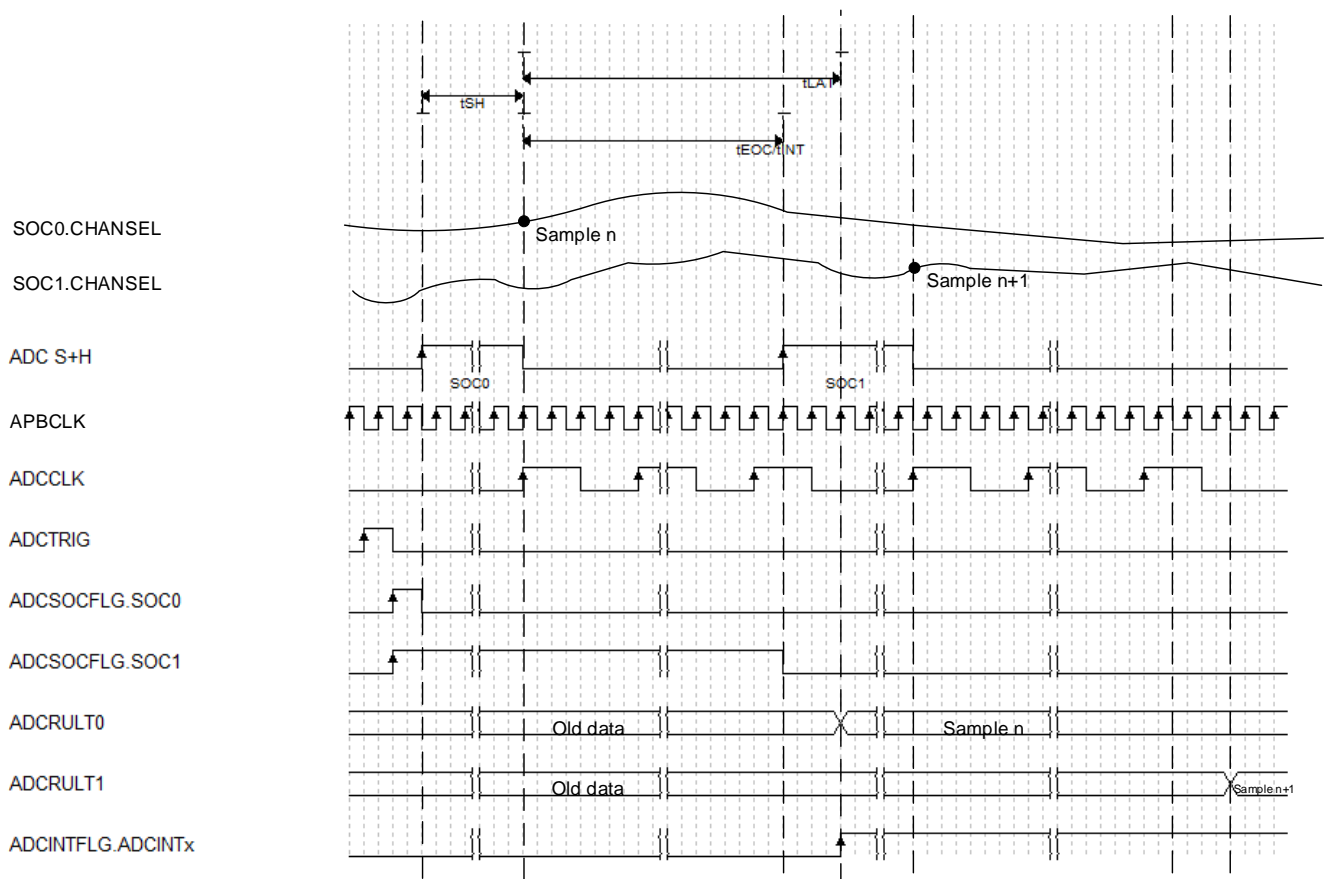 tLAT
tSH
tEOC/tINT
SOC0.CHANSEL
Sample n
SOC1.CHANSEL
Sample n+1
ADC S+H
SOC0
SOC1
APBCLK
ADCCLK
ADCTRIG
ADCSOCFLG.SOC0
ADCSOCFLG.SOC1
ADCRULT0
Old data
Sample n
ADCRULT1
Old data
Sample n+1
ADCINTFLG.ADCINTx